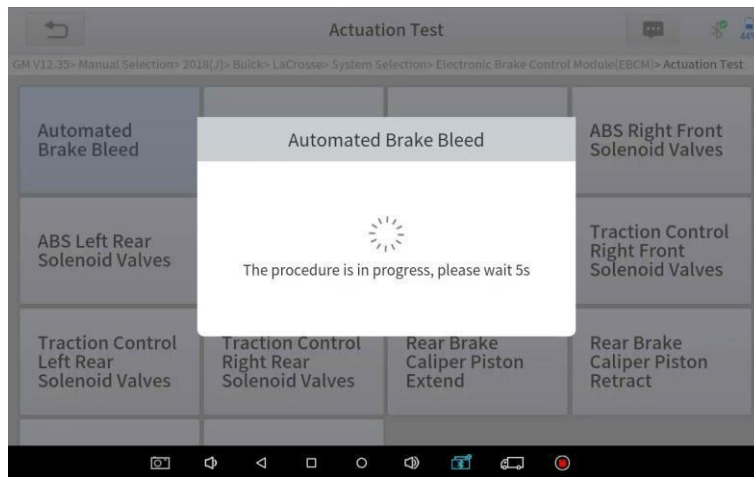 Actuation Test
44%
GM V12.35> Manual Selection> 2018(J)> Buick> LaCrosse> System Selection> Electronic Brake Control Module(EBCM)> Actuation Test
Automated
Brake Bleed
ABS Right Front
Solenoid Valves
Automated Brake Bleed
The procedure is in progress, please wait 5s
ABS Left Rear
Solenoid Valves
Traction Control
Right Front
Solenoid Valves
Traction Control
Left Rear
Solenoid Valves
Traction Control
Right Rear
Solenoid Valves
Rear Brake
Caliper Piston
Extend
Rear Brake
Caliper Piston
Retract